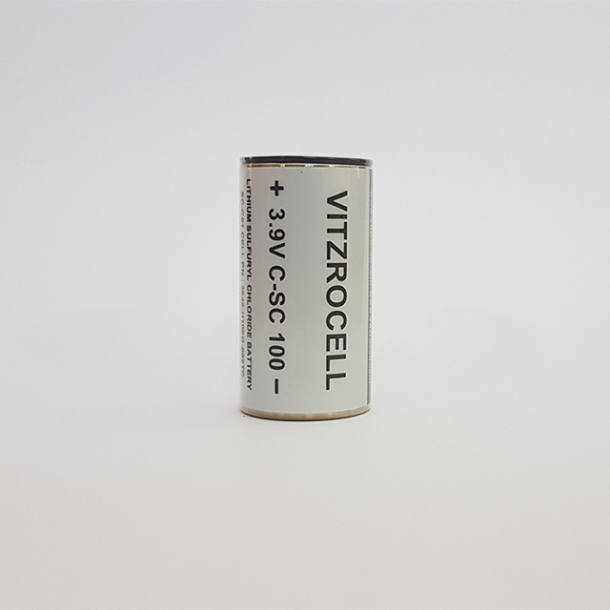 VITZROCELL
+ 3.9V C-SC 100 –
LITHIUM SULFURYL CHLORIDE BATTERY